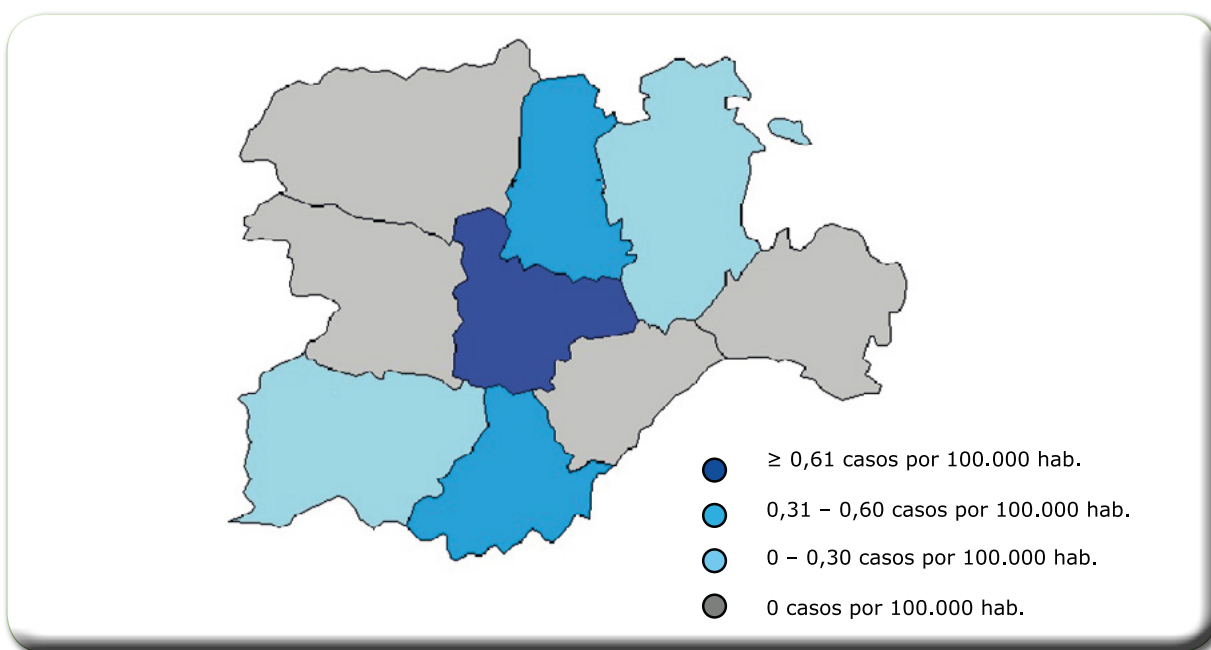 ≥ 0,61 casos por 100.000 hab.
0,31 – 0,60 casos por 100.000 hab.
0 – 0,30 casos por 100.000 hab.
0 casos por 100.000 hab.